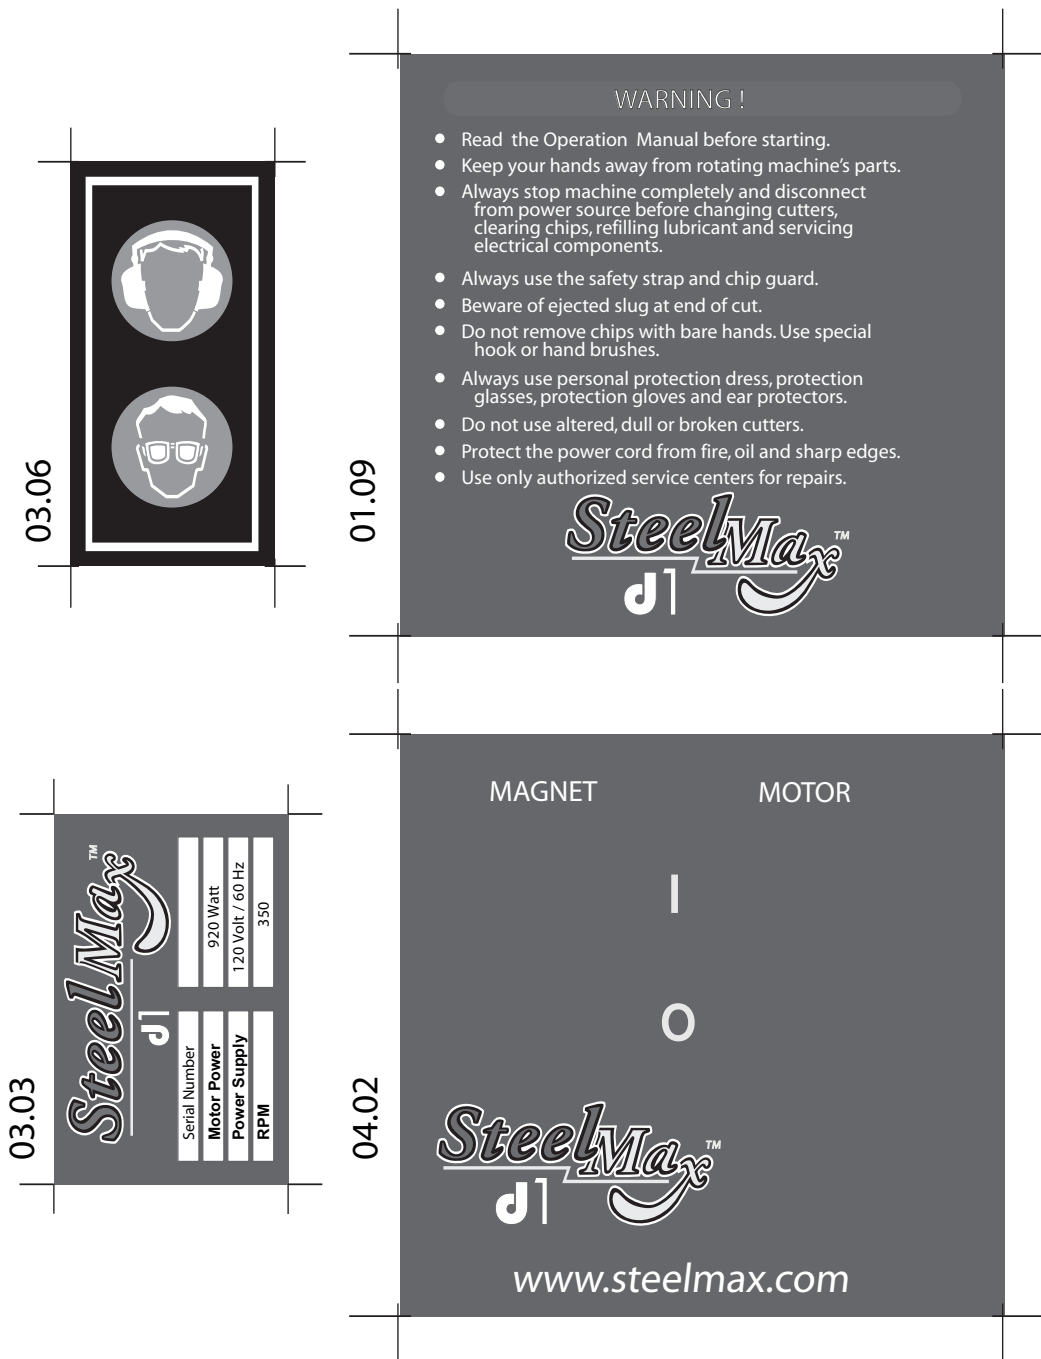 03.06
01.09
WARNING !
• Read the Operation Manual before starting.
• Keep your hands away from rotating machine’s parts.
• Always stop machine completely and disconnect
from power source before changing cutters,
clearing chips, refilling lubricant and servicing
electrical components.
• Always use the safety strap and chip guard.
• Beware of ejected slug at end of cut.
• Do not remove chips with bare hands. Use special
hook or hand brushes.
• Always use personal protection dress, protection
glasses, protection gloves and ear protectors.
• Do not use altered, dull or broken cutters.
• Protect the power cord from fire, oil and sharp edges.
• Use only authorized service centers for repairs.
SteelMax™
d1
03.03
SteelMax™
d1
Serial Number
Motor Power 920 Watt
Power Supply 120 Volt / 60 Hz
RPM 350
04.02
MAGNET MOTOR
I
O
SteelMax™
d1
www.steelmax.com